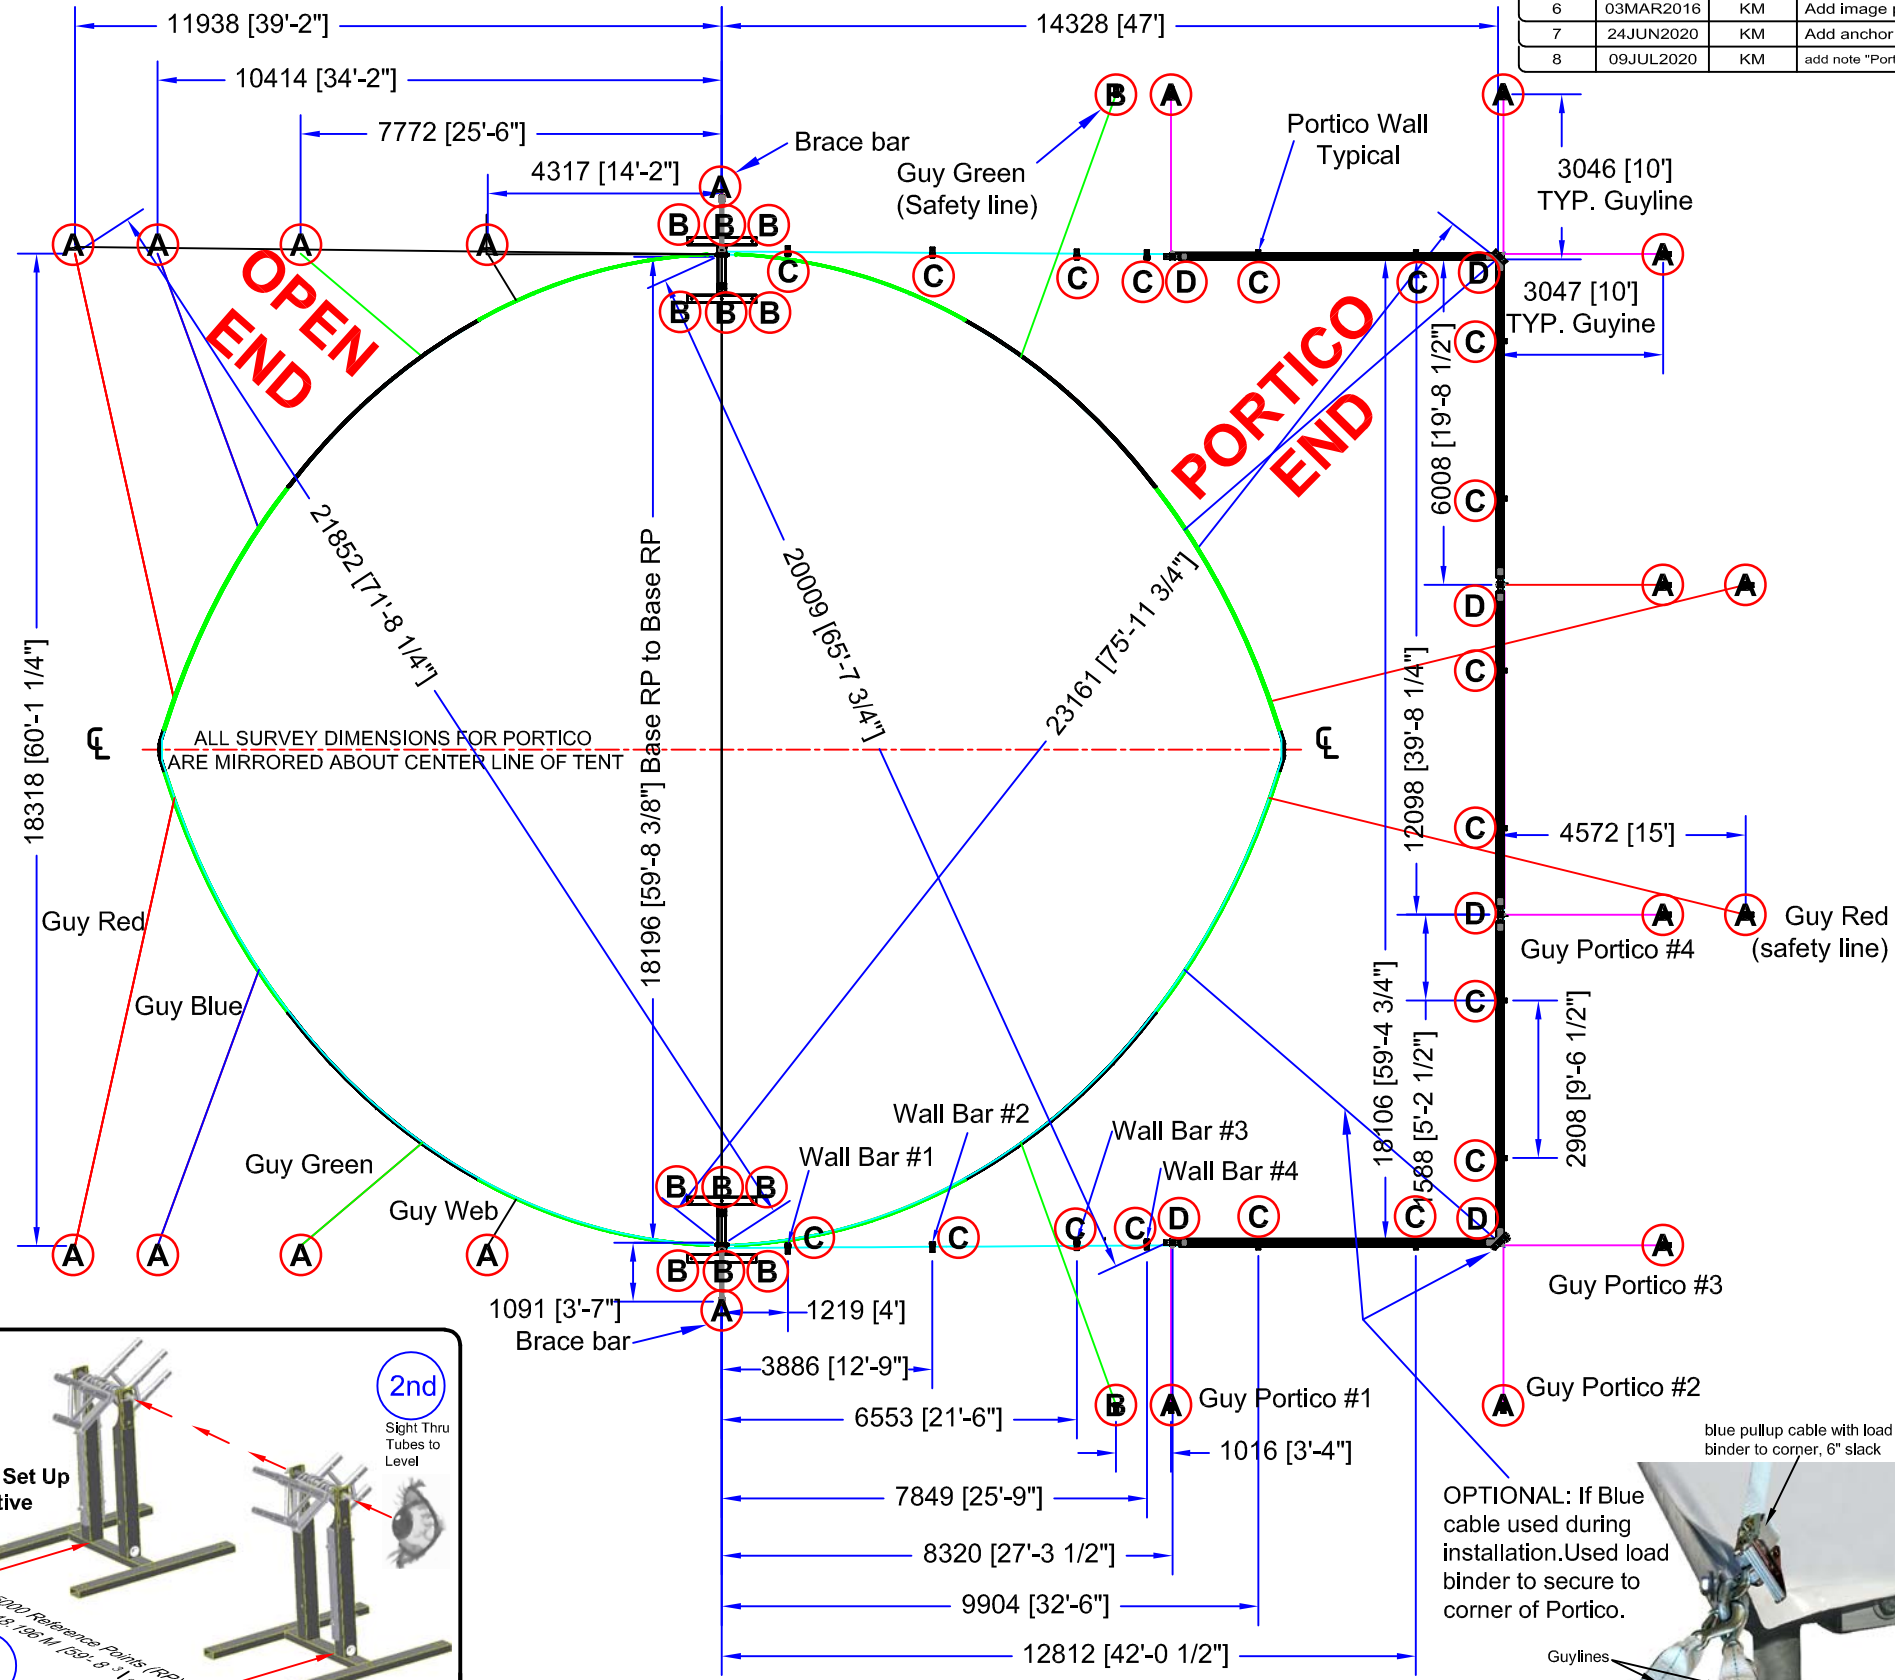 11938 [39'-2"]
14328 [47']
6 03MAR2016 KM Add image
7 24JUN2020 KM Add anchor
8 09JUL2020 KM add note "Port
10414 [34'-2"]
7772 [25'-6"]
4317 [14'-2"]
Brace bar
Guy Green
(Safety line)
Portico Wall
Typical
3046 [10']
TYP. Guyline
B A A
A
A A A A
B B B
B B B
C C C C D C C D
A
3047 [10']
TYP. Guyine
OPEN
END
PORTICO
END
C
C
D
A A
C
C
D
A A
C
C
6008 [19'-8 1/2"]
21852 [71'-8 1/4"]
18196 [59'-8 3/8"] Base RP to Base RP
20009 [65'-7 3/4"]
23161 [75'-11 3/4"]
12098 [39'-8 1/4"]
18318 [60'-1 1/4"]
℄
ALL SURVEY DIMENSIONS FOR PORTICO
ARE MIRRORED ABOUT CENTER LINE OF TENT
℄
4572 [15']
Guy Red
Guy Red
(safety line)
Guy Portico #4
Guy Blue
18106 [59'-4 3/4"]
1588 [5'-2 1/2"]
2908 [9'-6 1/2"]
Wall Bar #2
Wall Bar #3
Wall Bar #1
Wall Bar #4
Guy Green
Guy Web
B B B
A A A A
C C C C D C C D
A
B B B
A
Guy Portico #3
1091 [3'-7"]
Brace bar
1219 [4']
3886 [12'-9"]
B A
Guy Portico #1
A
Guy Portico #2
6553 [21'-6"]
1016 [3'-4"]
7849 [25'-9"]
8320 [27'-3 1/2"]
9904 [32'-6"]
12812 [42'-0 1/2"]
2nd
Sight Thru
Tubes to
Level
Set Up
Reference Points (RP)
18.196 M
blue pullup cable with load
binder to corner, 6" slack
OPTIONAL: If Blue
cable used during
installation.Used load
binder to secure to
corner of Portico.
Guylines